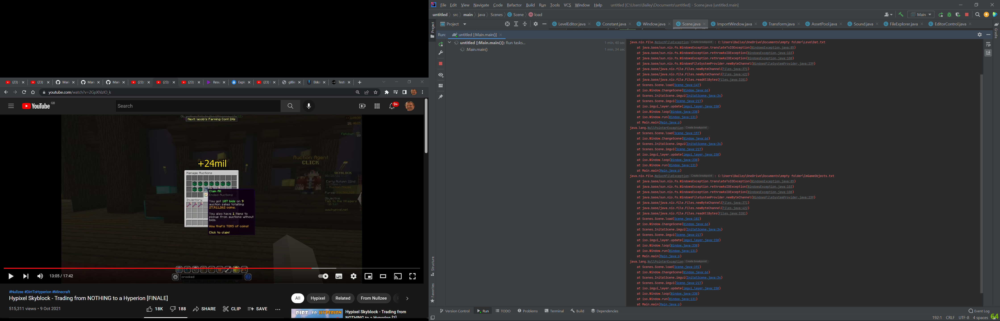 (23)
(23)
Mari
Mari
Mari
(23)
(23)
(23)
Resu
Explo
(23)
glBin
Ekko
Testi
youtube.com/watch?v=2GpXhlzIO_k
YouTube GB
Search
9+
Next: Jacob's Farming Cont 24s
Fetchur:
+24mil
Auction Agent
CLICK
Manage Auctions
Claim All
Ended Auctions
You got 107 bids on 9
auction sales totalling
27,911,262 coins.
You also have 1 items to
pickup from auctions without
bids.
Wow that's TONS of coins!
Click to claim!
Inventory
SKYBLOCK
Early Autumn 22nd
Auction House
Objective
Talk to the Villagers
www.hypixel.net
crooked
13:05 / 17:42
#Nullzee #DirtToHyperion #Minecraft
Hypixel Skyblock - Trading from NOTHING to a Hyperion [FINALE]
515,311 views • 9 Oct 2021
18K
188
SHARE
CLIP
SAVE
All
Hypixel
Related
From Nullzee
DIRT TO HYPERION
Hypixel Skyblock - Trading from
NOTHING to a Hyperion [1]
File Edit View Navigate Code Refactor Build Run Tools VCS Window Help untitled [C:\Users\Bailey\Documents\untitled] - Scene.java [untitled.main]
untitled src main java Scenes Scene load
Main
Project
LevelEditor.java Constant.java Window.java Scene.java ImportWindow.java Transform.java AssetPool.java Sound.java FileExplorer.java EditorControl.java
Project
Gradle
Run: untitled [:Main.main()]
untitled [:Main.main()]: Run tasks... 1 min, 40 sec
:Main.main() 1 min, 34 sec
java.nio.file.NoSuchFileException Create breakpoint : C:\Users\Bailey\OneDrive\Documents\empty folder\LevelDat.txt
at java.base/sun.nio.fs.WindowsException.translateToIOException(WindowsException.java:85)
at java.base/sun.nio.fs.WindowsException.rethrowAsIOException(WindowsException.java:103)
at java.base/sun.nio.fs.WindowsException.rethrowAsIOException(WindowsException.java:108)
at java.base/sun.nio.fs.WindowsFileSystemProvider.newByteChannel(WindowsFileSystemProvider.java:239)
at java.base/java.nio.file.Files.newByteChannel(Files.java:371)
at java.base/java.nio.file.Files.newByteChannel(Files.java:422)
at java.base/java.nio.file.Files.readAllBytes(Files.java:3281)
at Scenes.Scene.load(Scene.java:147)
at iso.Window.ChangeScene(Window.java:66)
at Scenes.InitalScene.imgui(InitalScene.java:34)
at Scenes.Scene.imgui(Scene.java:217)
at iso.imgui_layer.update(imgui_layer.java:158)
at iso.Window.loop(Window.java:238)
at iso.Window.run(Window.java:131)
at Main.main(Main.java:6)
java.lang.NullPointerException Create breakpoint
at Scenes.Scene.load(Scene.java:157)
at iso.Window.ChangeScene(Window.java:66)
at Scenes.InitalScene.imgui(InitalScene.java:34)
at Scenes.Scene.imgui(Scene.java:217)
at iso.imgui_layer.update(imgui_layer.java:158)
at iso.Window.loop(Window.java:238)
at iso.Window.run(Window.java:131)
at Main.main(Main.java:6)
java.nio.file.NoSuchFileException Create breakpoint : C:\Users\Bailey\OneDrive\Documents\empty folder\ImGameObjects.txt
at java.base/sun.nio.fs.WindowsException.translateToIOException(WindowsException.java:85)
at java.base/sun.nio.fs.WindowsException.rethrowAsIOException(WindowsException.java:103)
at java.base/sun.nio.fs.WindowsException.rethrowAsIOException(WindowsException.java:108)
at java.base/sun.nio.fs.WindowsFileSystemProvider.newByteChannel(WindowsFileSystemProvider.java:239)
at java.base/java.nio.file.Files.newByteChannel(Files.java:371)
at java.base/java.nio.file.Files.newByteChannel(Files.java:422)
at java.base/java.nio.file.Files.readAllBytes(Files.java:3281)
at Scenes.Scene.load(Scene.java:182)
at iso.Window.ChangeScene(Window.java:66)
at Scenes.InitalScene.imgui(InitalScene.java:34)
at Scenes.Scene.imgui(Scene.java:217)
at iso.imgui_layer.update(imgui_layer.java:158)
at iso.Window.loop(Window.java:238)
at iso.Window.run(Window.java:131)
at Main.main(Main.java:6)
java.lang.NullPointerException Create breakpoint
at Scenes.Scene.load(Scene.java:192)
at iso.Window.ChangeScene(Window.java:66)
at Scenes.InitalScene.imgui(InitalScene.java:34)
at Scenes.Scene.imgui(Scene.java:217)
at iso.imgui_layer.update(imgui_layer.java:158)
at iso.Window.loop(Window.java:238)
at iso.Window.run(Window.java:131)
at Main.main(Main.java:6)
Structure
Favorites
Version Control Run TODO Problems Terminal Build Dependencies Event Log
192:1 CRLF UTF-8 4 spaces
64